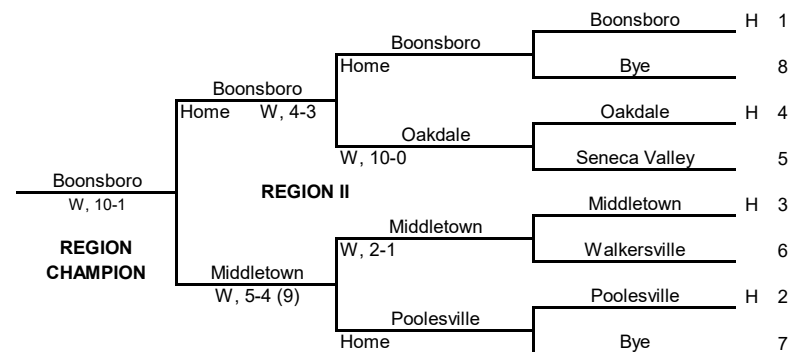 Boonsboro H 1
Boonsboro
Home
Bye 8
Boonsboro
Home W, 4-3
Oakdale H 4
Oakdale
W, 10-0
Seneca Valley 5
Boonsboro
W, 10-1
REGION II
REGION
CHAMPION
Middletown H 3
Middletown
W, 2-1
Walkersville 6
Middletown
W, 5-4 (9)
Poolesville H 2
Poolesville
Home
Bye 7